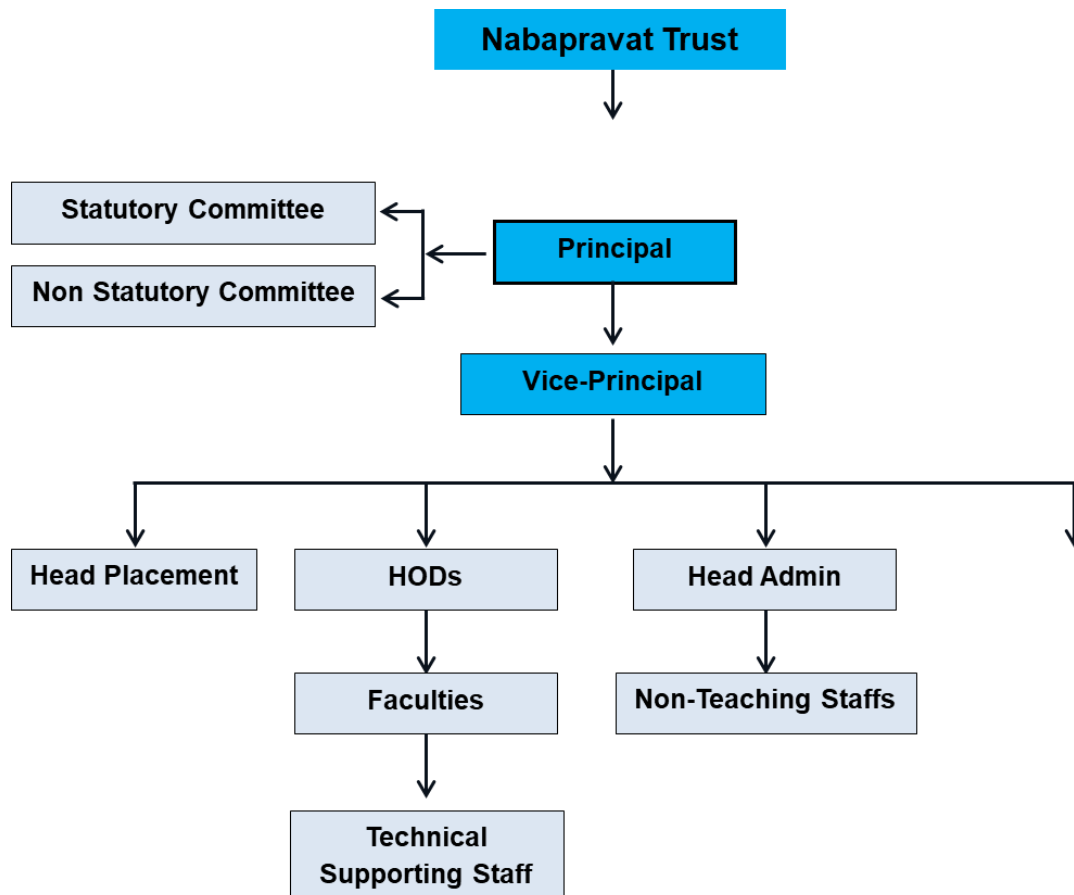 Nabapravat Trust
Statutory Committee
Principal
Non Statutory Committee
Vice-Principal
Head Placement
HODs
Head Admin
Faculties
Non-Teaching Staffs
Technical
Supporting Staff